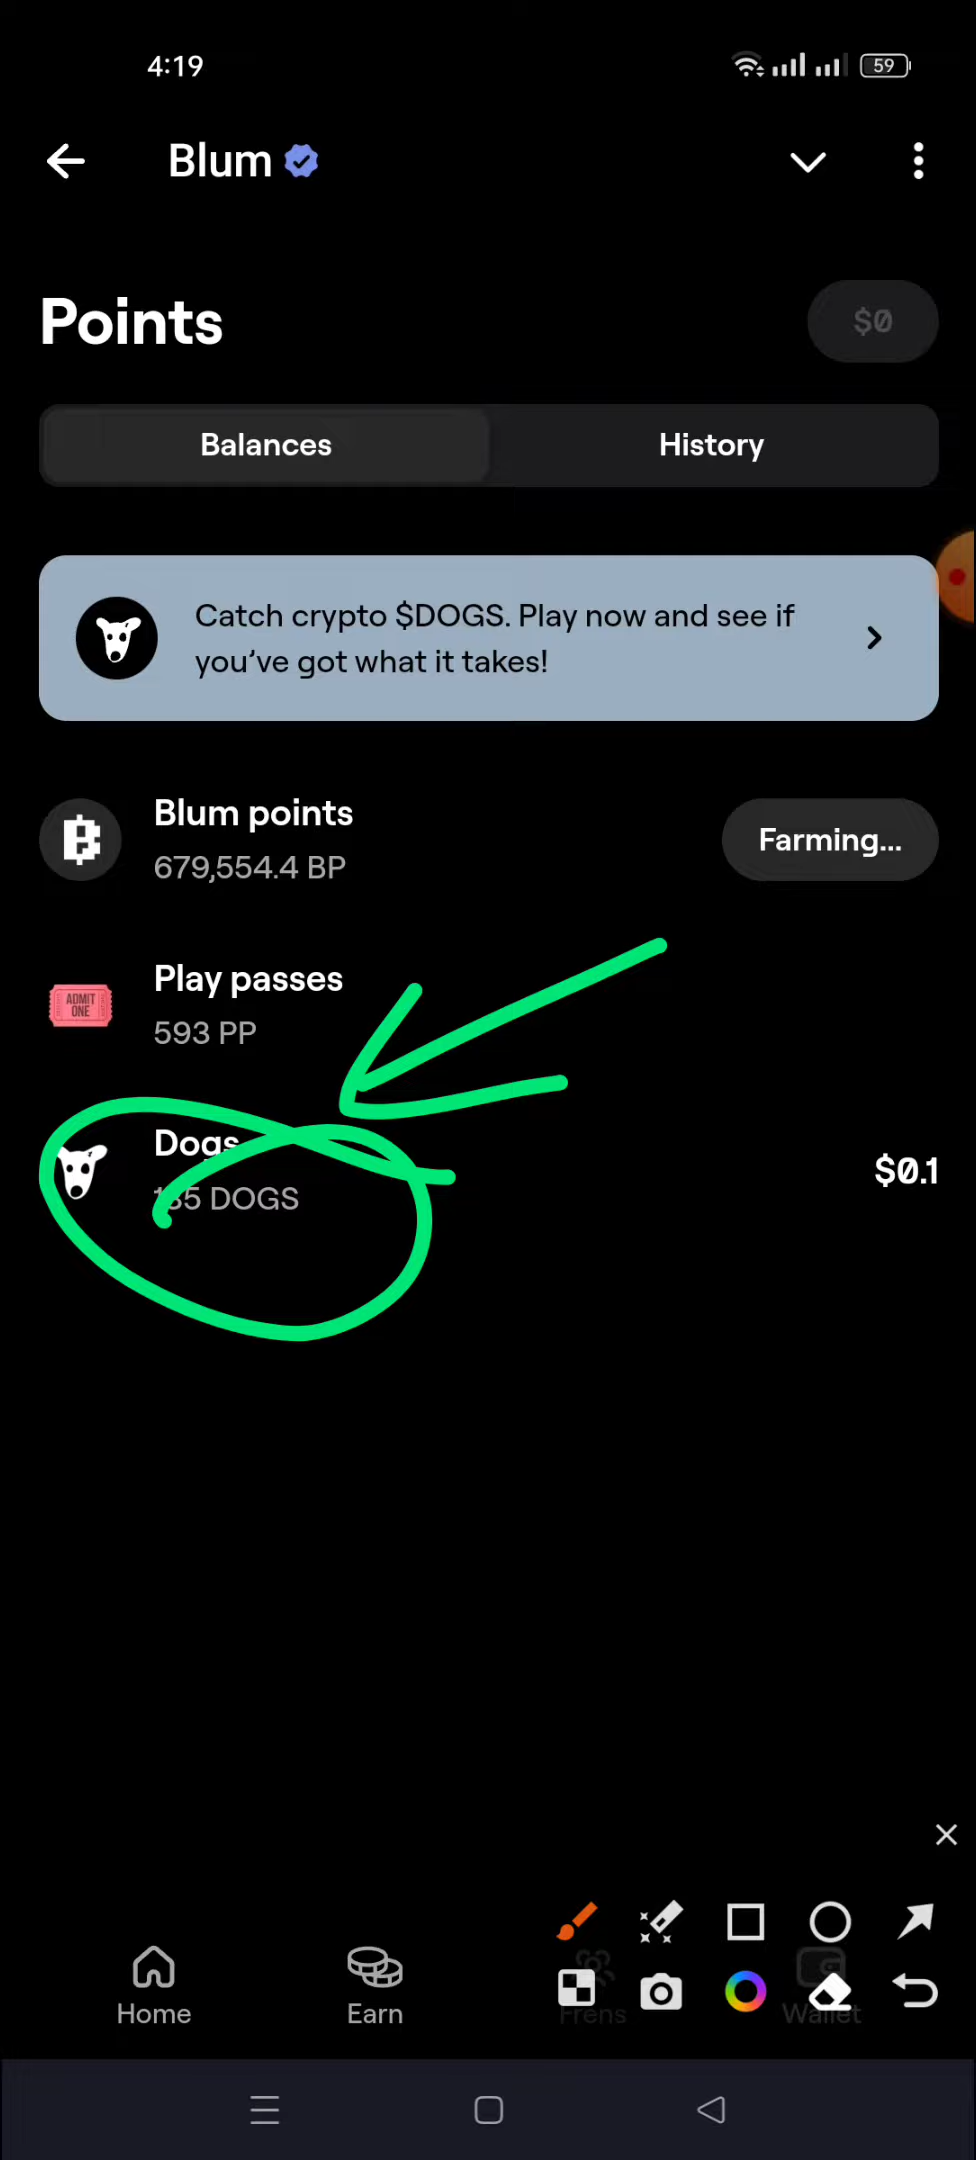 4:19
59
Blum
Points
$0
Balances
History
Catch crypto $DOGS. Play now and see if
you've got what it takes!
Blum points
679,554.4 BP
Farming...
ADMIT
ONE
Play passes
593 PP
Dogs
DOGS
$0.1
Home
Earn
Frens
Wallet